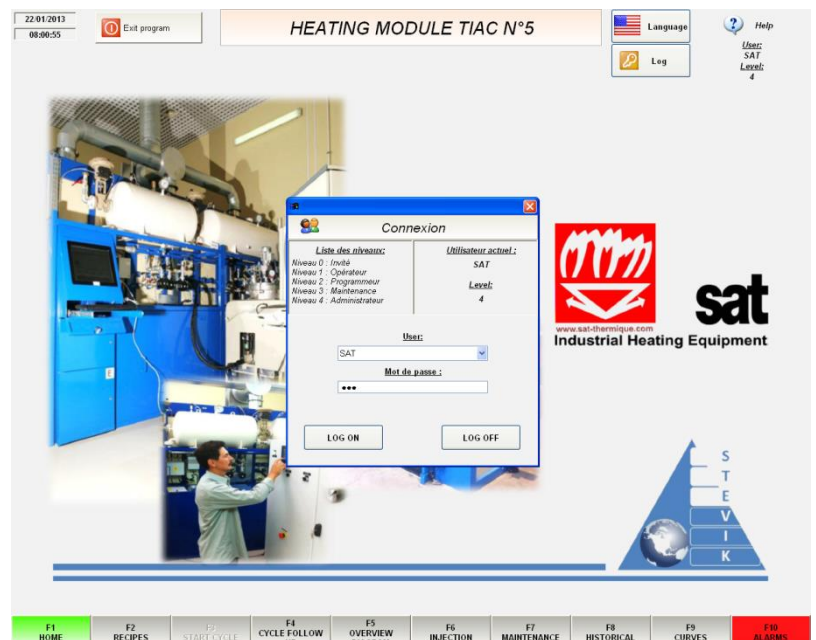 22/01/2013
08:00:55
Exit program
HEATING MODULE TIAC N°5
Language
Log
Help
User:
SAT
Level:
4
Connexion
Liste des niveaux:
Niveau 0 : Invité
Niveau 1 : Opérateur
Niveau 2 : Programmeur
Niveau 3 : Maintenance
Niveau 4 : Administrateur
Utilisateur actuel :
SAT
Level:
4
User:
SAT
Mot de passe :
LOG ON
LOG OFF
www.sat-thermique.com
sat
Industrial Heating Equipment
STEVIK
F1 HOME
F2 RECIPES
F3 START CYCLE
F4 CYCLE FOLLOW
F5 OVERVIEW
F6 INJECTION
F7 MAINTENANCE
F8 HISTORICAL
F9 CURVES
F10 ALARMS